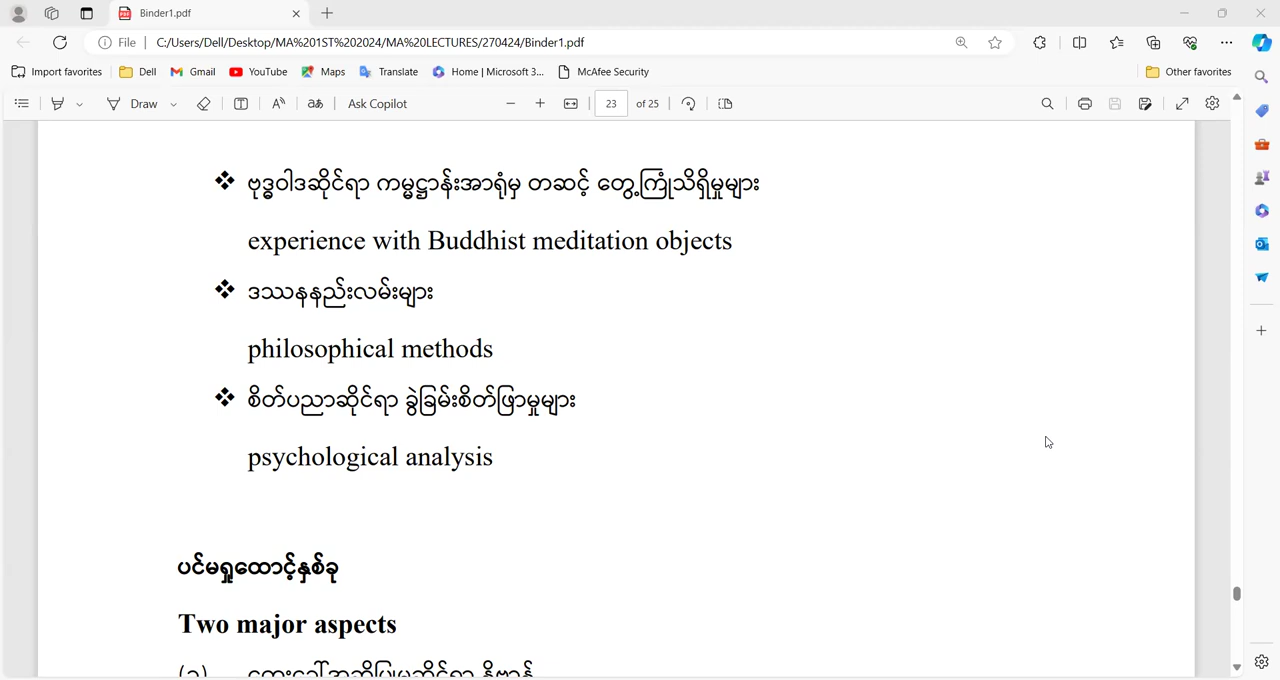 Binder1.pdf
File
C:/Users/Dell/Desktop/MA%201ST%202024/MA%20LECTURES/270424/Binder1.pdf
Import favorites Dell Gmail YouTube Maps Translate Home | Microsoft 3... McAfee Security Other favorites
Draw aあ Ask Copilot 23 of 25
❖ ဗုဒ္ဓဝါဒဆိုင်ရာ ကမ္မဋ္ဌာန်းအာရုံမှ တဆင့် တွေ့ကြုံသိရှိမှုများ
experience with Buddhist meditation objects
❖ ဒဿနနည်းလမ်းများ
philosophical methods
❖ စိတ်ပညာဆိုင်ရာ ခွဲခြမ်းစိတ်ဖြာမှုများ
psychological analysis
ပင်မရှုထောင့်နှစ်ခု
Two major aspects